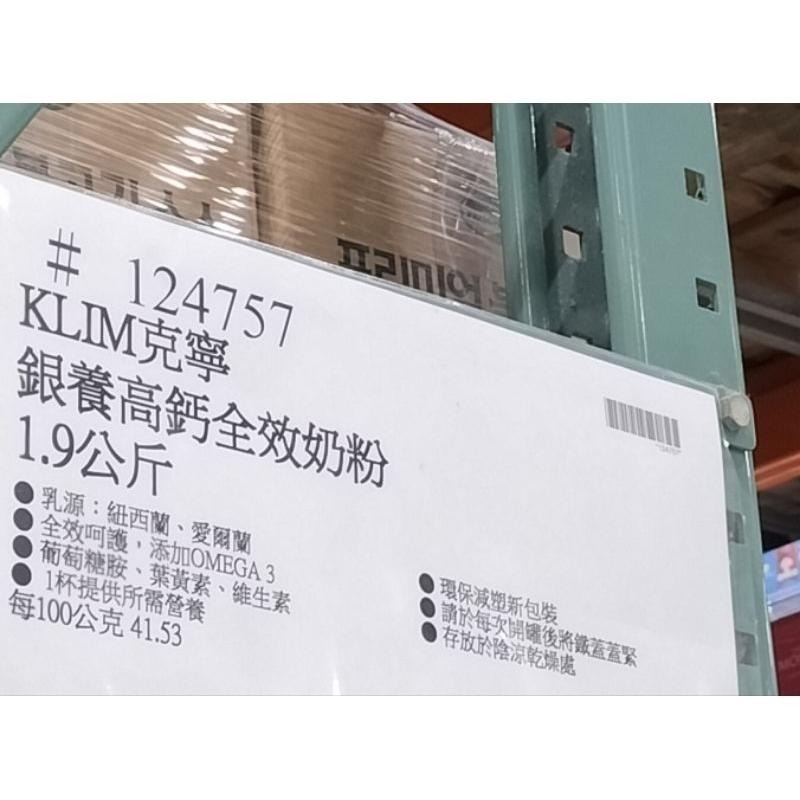 # 124757
KLIM克寧
銀養高鈣全效奶粉
1.9公斤
●乳源：紐西蘭、愛爾蘭
●全效呵護，添加OMEGA 3
●葡萄糖胺、葉黃素、維生素
●1杯提供所需營養
每100公克 41.53
●環保減塑新包裝
●請於每次開罐後將鐵蓋蓋緊
●存放於陰涼乾燥處
프리미어